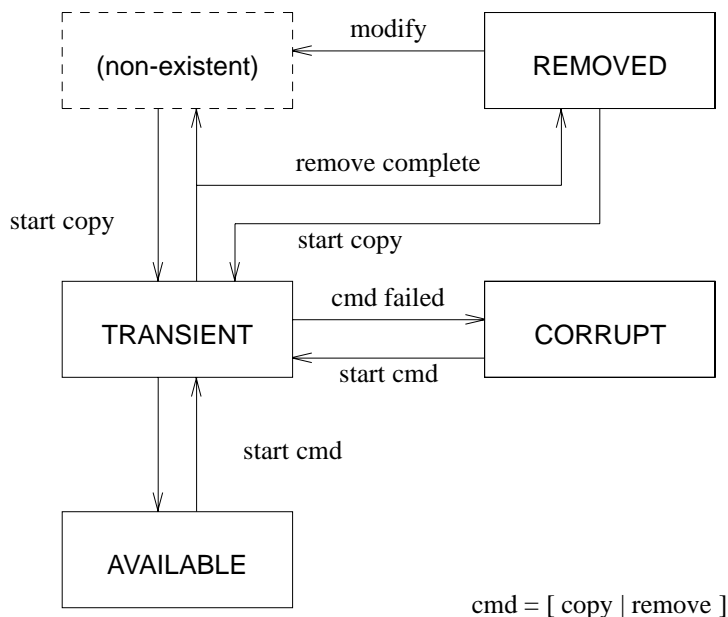 modify
(non-existent)
REMOVED
remove complete
start copy
start copy
cmd failed
TRANSIENT
CORRUPT
start cmd
start cmd
AVAILABLE
cmd = [ copy | remove ]